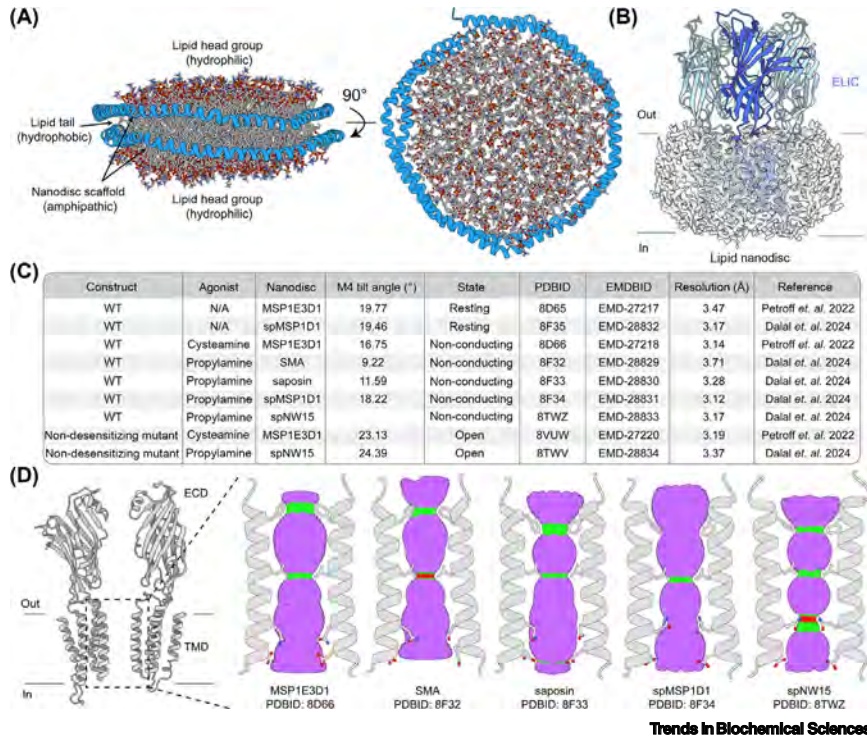 (A)
Lipid head group
(hydrophilic)
Lipid tail
(hydrophobic)
Nanodisc scaffold
(amphipathic)
Lipid head group
(hydrophilic)
90°
(B)
ELIC
Out
In
Lipid nanodisc
(C)
Construct Agonist Nanodisc M4 tilt angle (°) State PDBID EMDBID Resolution (Å) Reference
WT N/A MSP1E3D1 19.77 Resting 8D65 EMD-27217 3.47 Petroff et. al. 2022
WT N/A spMSP1D1 19.46 Resting 8F35 EMD-28832 3.17 Dalal et. al. 2024
WT Cysteamine MSP1E3D1 16.75 Non-conducting 8D66 EMD-27218 3.14 Petroff et. al. 2022
WT Propylamine SMA 9.22 Non-conducting 8F32 EMD-28829 3.71 Dalal et. al. 2024
WT Propylamine saposin 11.59 Non-conducting 8F33 EMD-28830 3.28 Dalal et. al. 2024
WT Propylamine spMSP1D1 18.22 Non-conducting 8F34 EMD-28831 3.12 Dalal et. al. 2024
WT Propylamine spNW15 Non-conducting 8TWZ EMD-28833 3.17 Dalal et. al. 2024
Non-desensitizing mutant Cysteamine MSP1E3D1 23.13 Open 8VUW EMD-27220 3.19 Petroff et. al. 2022
Non-desensitizing mutant Propylamine spNW15 24.39 Open 8TWV EMD-28834 3.37 Dalal et. al. 2024
(D)
ECD
Out
TMD
In
MSP1E3D1
PDBID: 8D66
SMA
PDBID: 8F32
saposin
PDBID: 8F33
spMSP1D1
PDBID: 8F34
spNW15
PDBID: 8TWZ
Trends in Biochemical Sciences